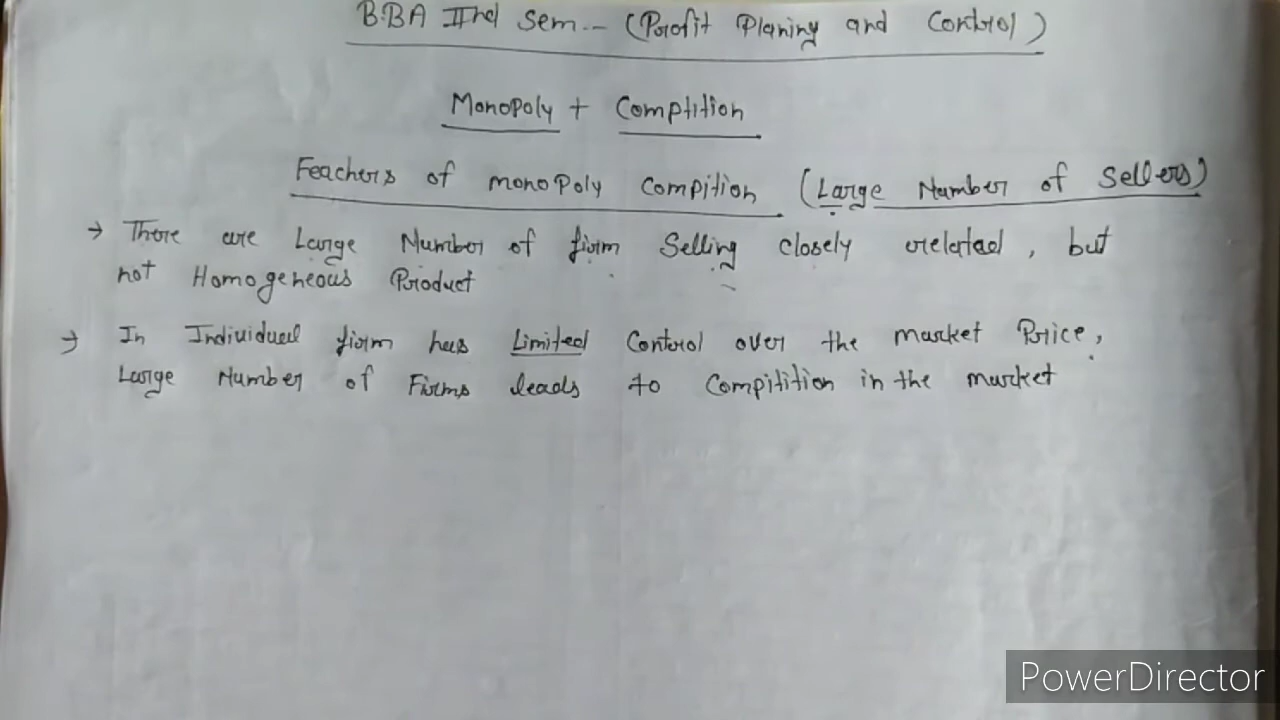 B.BA IInd Sem.- (Profit Planing and Control)
Monopoly + Comptition
Feachers of monopoly Compition (Large Number of Sellers)
→ There are Large Number of firm Selling closely related, but
not Homogeneous Product
→ In Individual firm has Limited Control over the market Price,
Large Number of Firms leads to Compitition in the market
PowerDirector